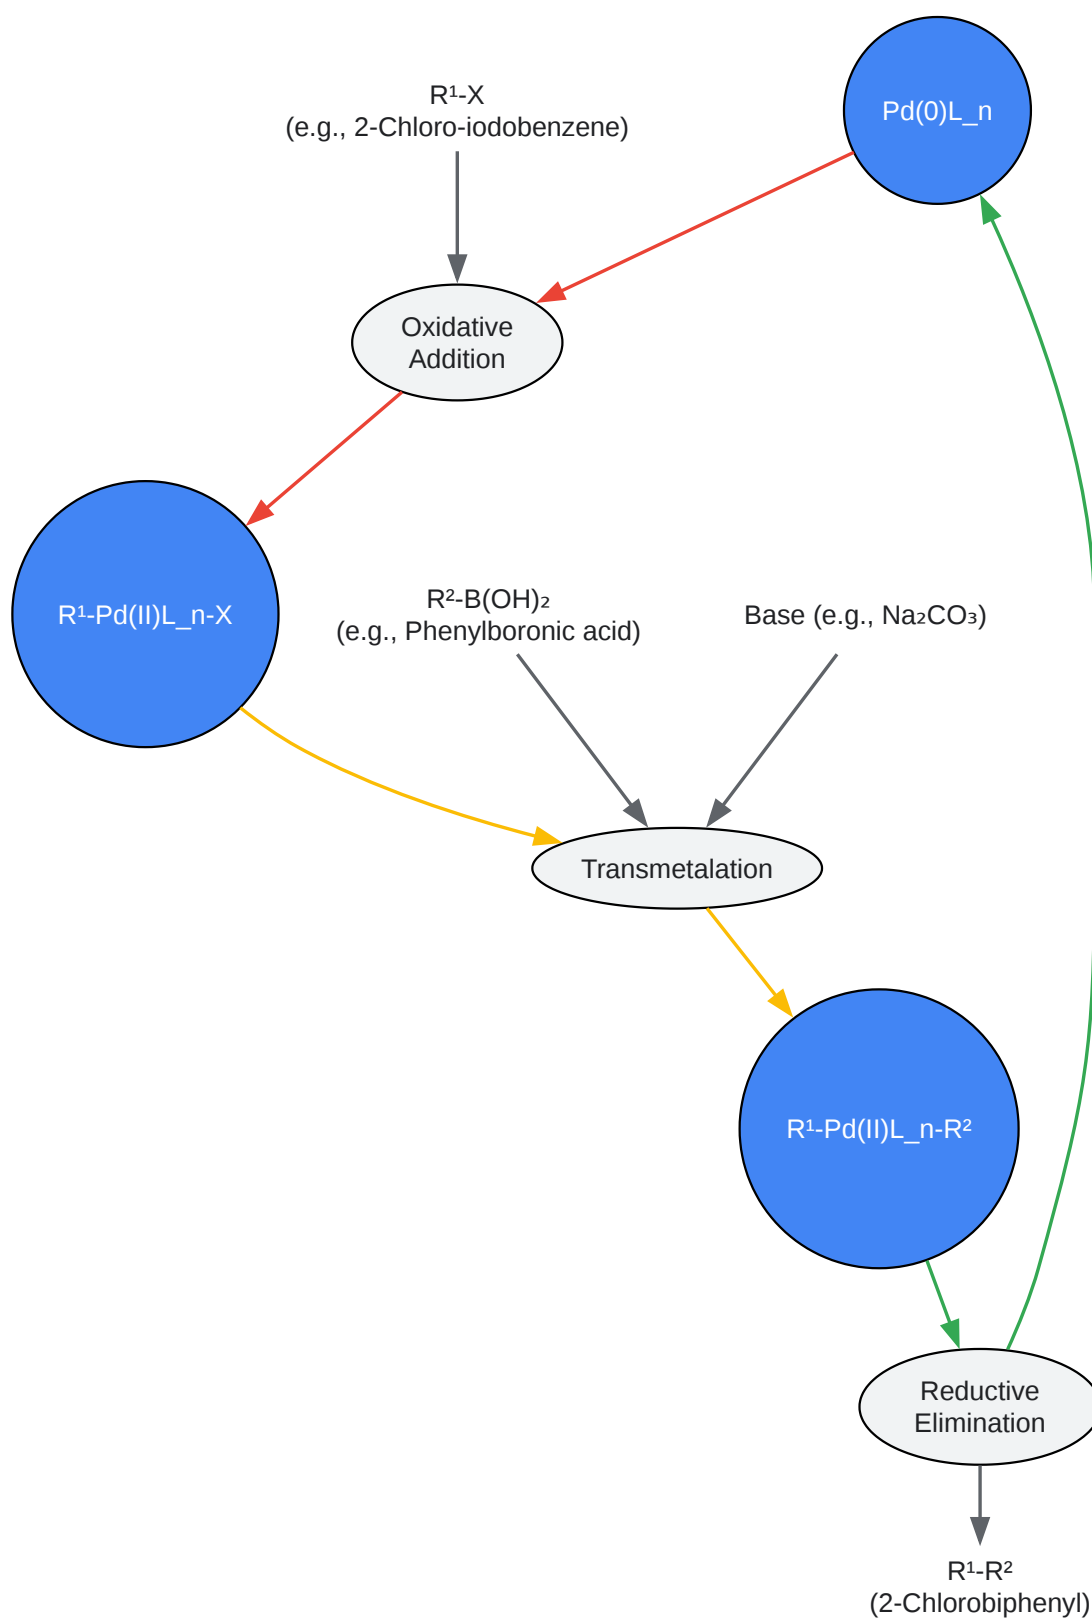 Pd(0)L_n
R¹-X
(e.g., 2-Chloro-iodobenzene)
Oxidative
Addition
R¹-Pd(II)L_n-X
R²-B(OH)₂
(e.g., Phenylboronic acid)
Base (e.g., Na₂CO₃)
Transmetalation
R¹-Pd(II)L_n-R²
Reductive
Elimination
R¹-R²
(2-Chlorobiphenyl)